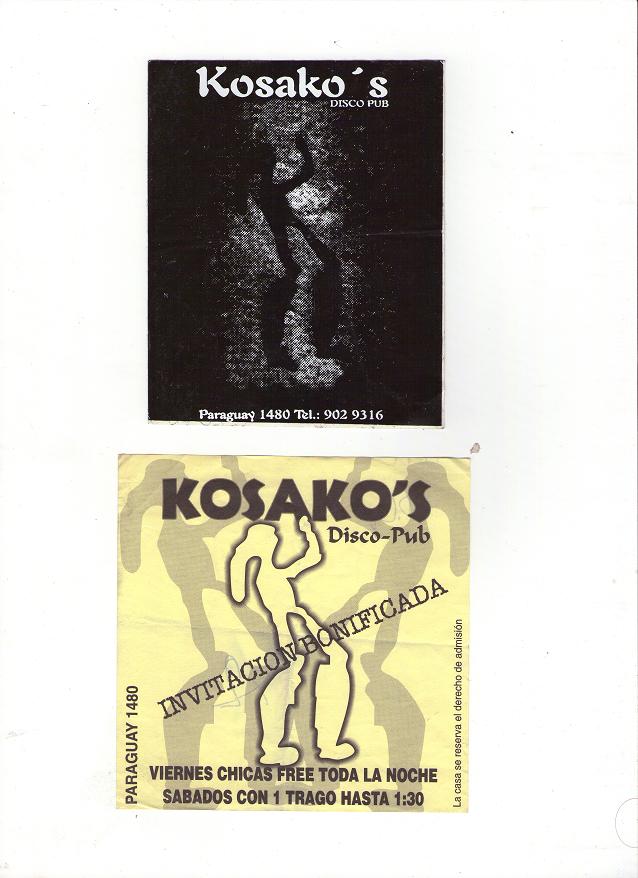 Kosako´s
DISCO PUB
Paraguay 1480 Tel.: 902 9316
KOSAKO'S
Disco-Pub
INVITACION BONIFICADA
PARAGUAY 1480
La casa se reserva el derecho de admisión
VIERNES CHICAS FREE TODA LA NOCHE
SABADOS CON 1 TRAGO HASTA 1:30